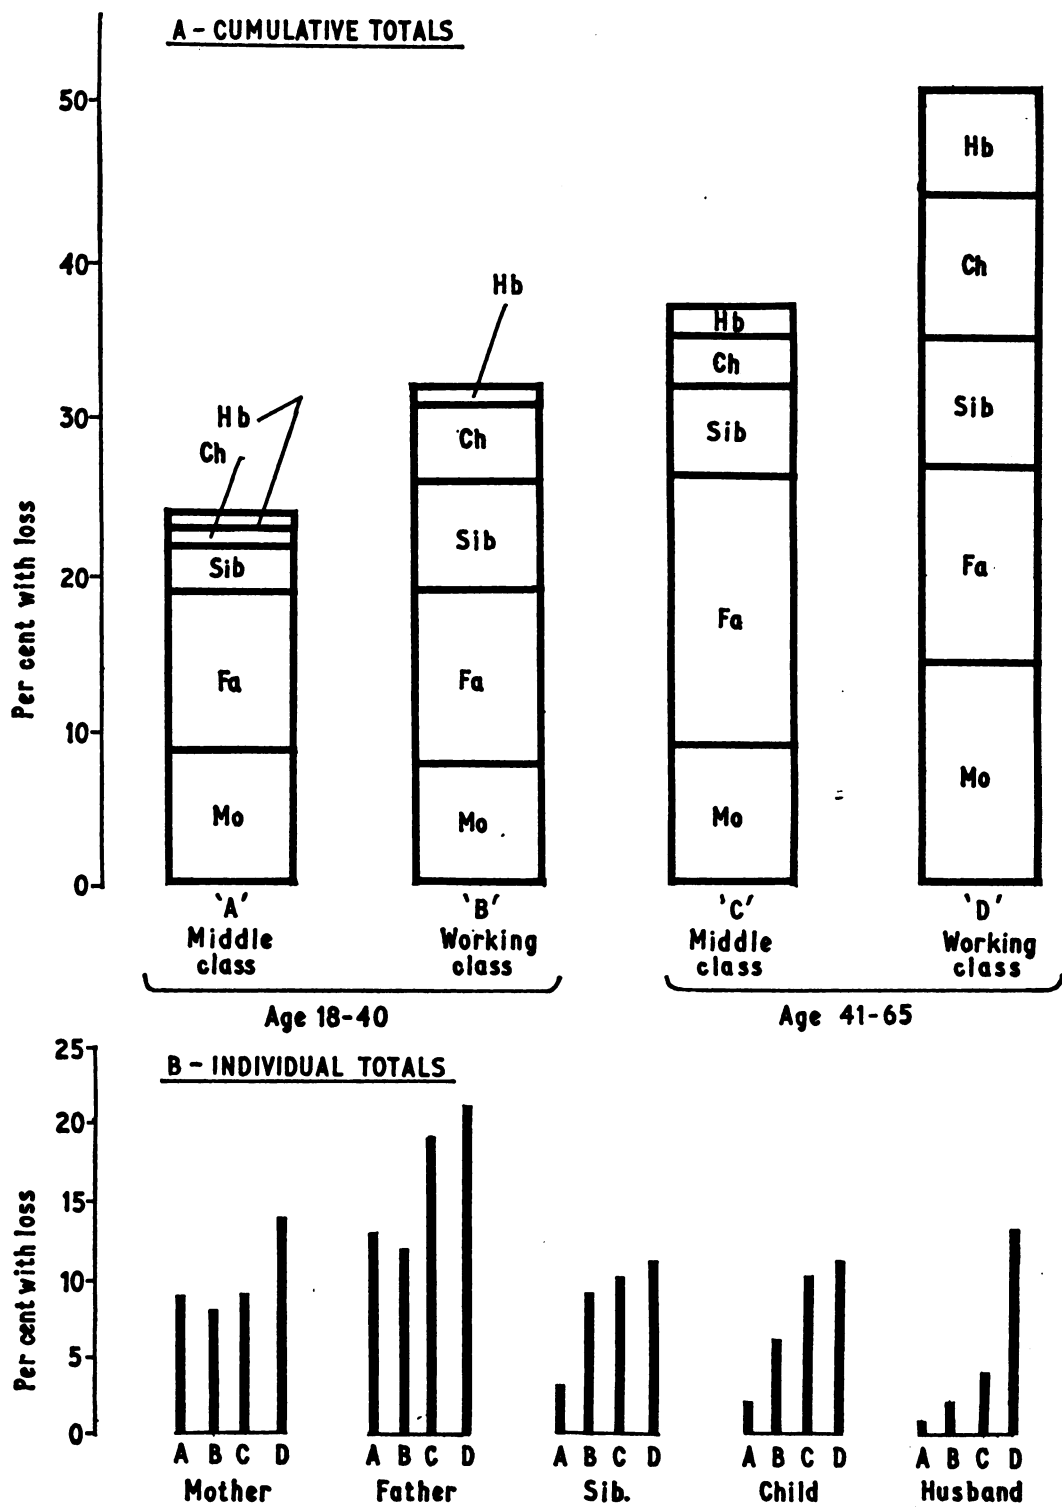 A – CUMULATIVE TOTALS
Per cent with loss
50
40
30
20
10
0
Hb
Ch
Sib
Fa
Mo
Hb
Ch
Sib
Fa
Mo
Hb
Ch
Sib
Fa
Mo
Hb
Ch
Sib
Fa
Mo
'A' 'B' 'C' 'D'
Middle Working Middle Working
class class class class
Age 18-40 Age 41-65
B – INDIVIDUAL TOTALS
Per cent with loss
25
20
15
10
5
0
A B C D A B C D A B C D A B C D A B C D
Mother Father Sib. Child Husband